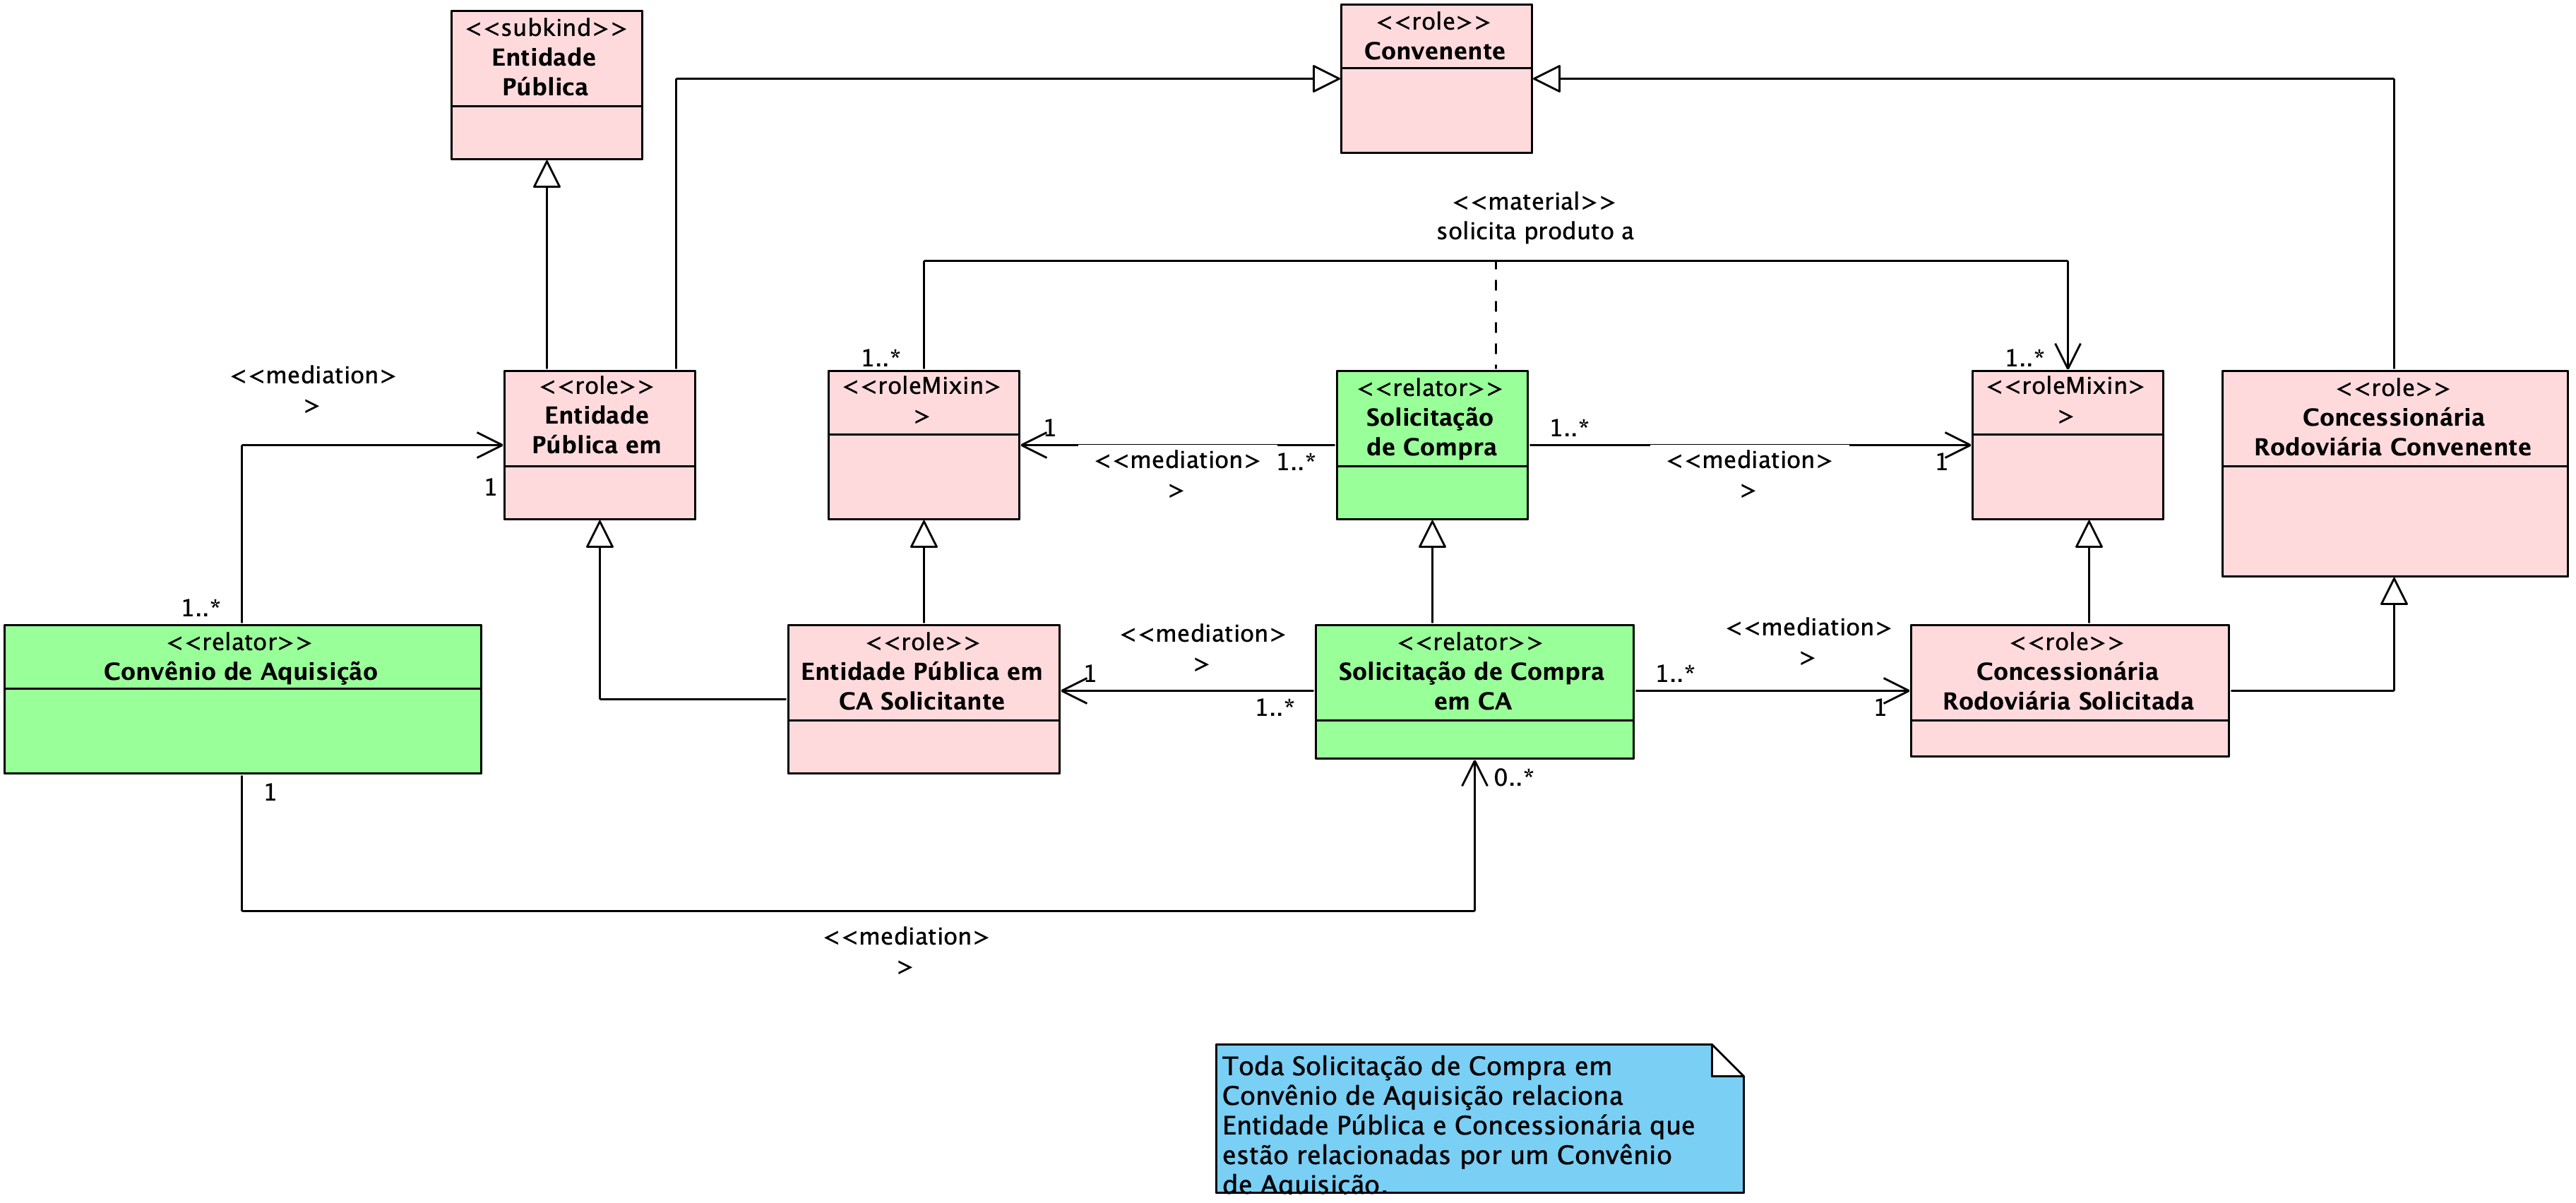 <<subkind>>
Entidade
Pública
<<role>>
Convenente
<<material>>
solicita produto a
<<mediation>
>
1..*
1..*
<<role>>
Entidade
Pública em
<<roleMixin>
>
<<relator>>
Solicitação
de Compra
<<roleMixin>
>
<<role>>
Concessionária
Rodoviária Convenente
1
1
<<mediation>
>
1..*
1..*
<<mediation>
>
1
1..*
<<relator>>
Convênio de Aquisição
<<role>>
Entidade Pública em
CA Solicitante
<<mediation>
>
1
1..*
<<relator>>
Solicitação de Compra
em CA
<<mediation>
>
1..*
1
<<role>>
Concessionária
Rodoviária Solicitada
1
0..*
<<mediation>
>
Toda Solicitação de Compra em
Convênio de Aquisição relaciona
Entidade Pública e Concessionária que
estão relacionadas por um Convênio
de Aquisição.